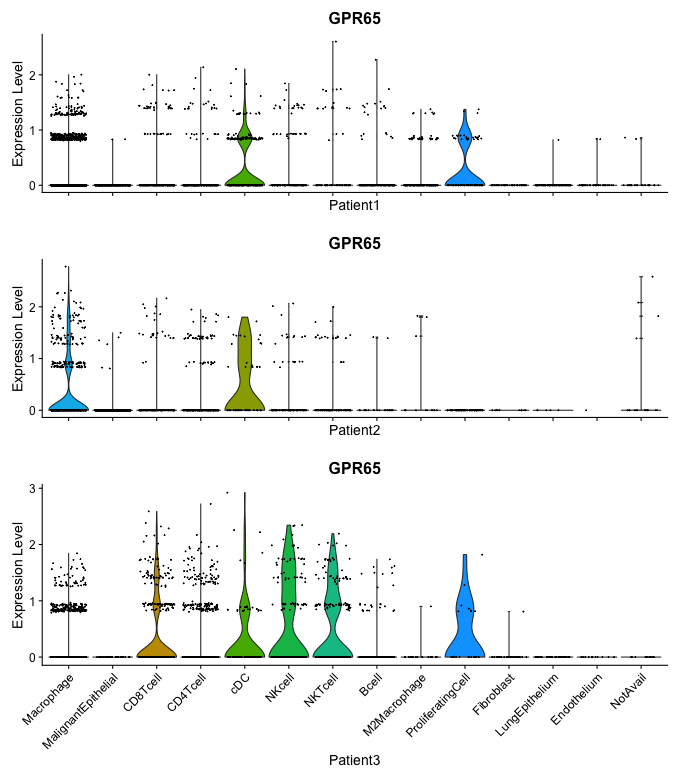 GPR65
Expression Level
2
1
0
Patient1
GPR65
Expression Level
2
1
0
Patient2
GPR65
Expression Level
3
2
1
0
Macrophage
MalignantEpithelial
CD8Tcell
CD4Tcell
cDC
NKcell
NKTcell
Bcell
M2Macrophage
ProliferatingCell
Fibroblast
LungEpithelium
Endothelium
NotAvail
Patient3